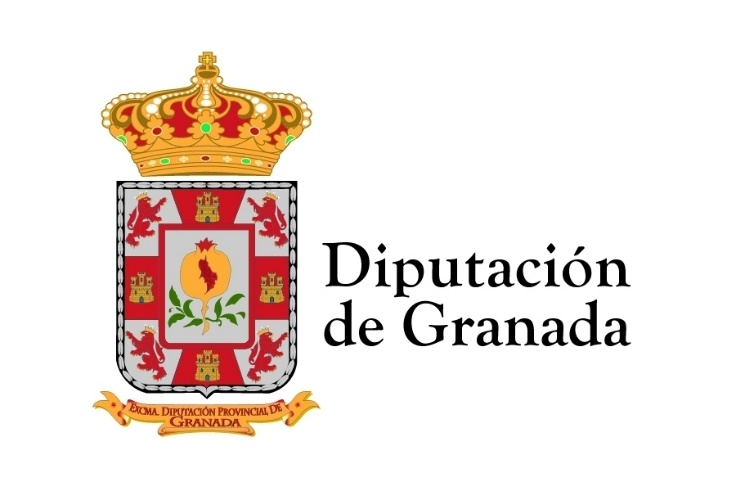 Diputación
de Granada
EXCMA. DIPUTACIÓN PROVINCIAL DE
GRANADA